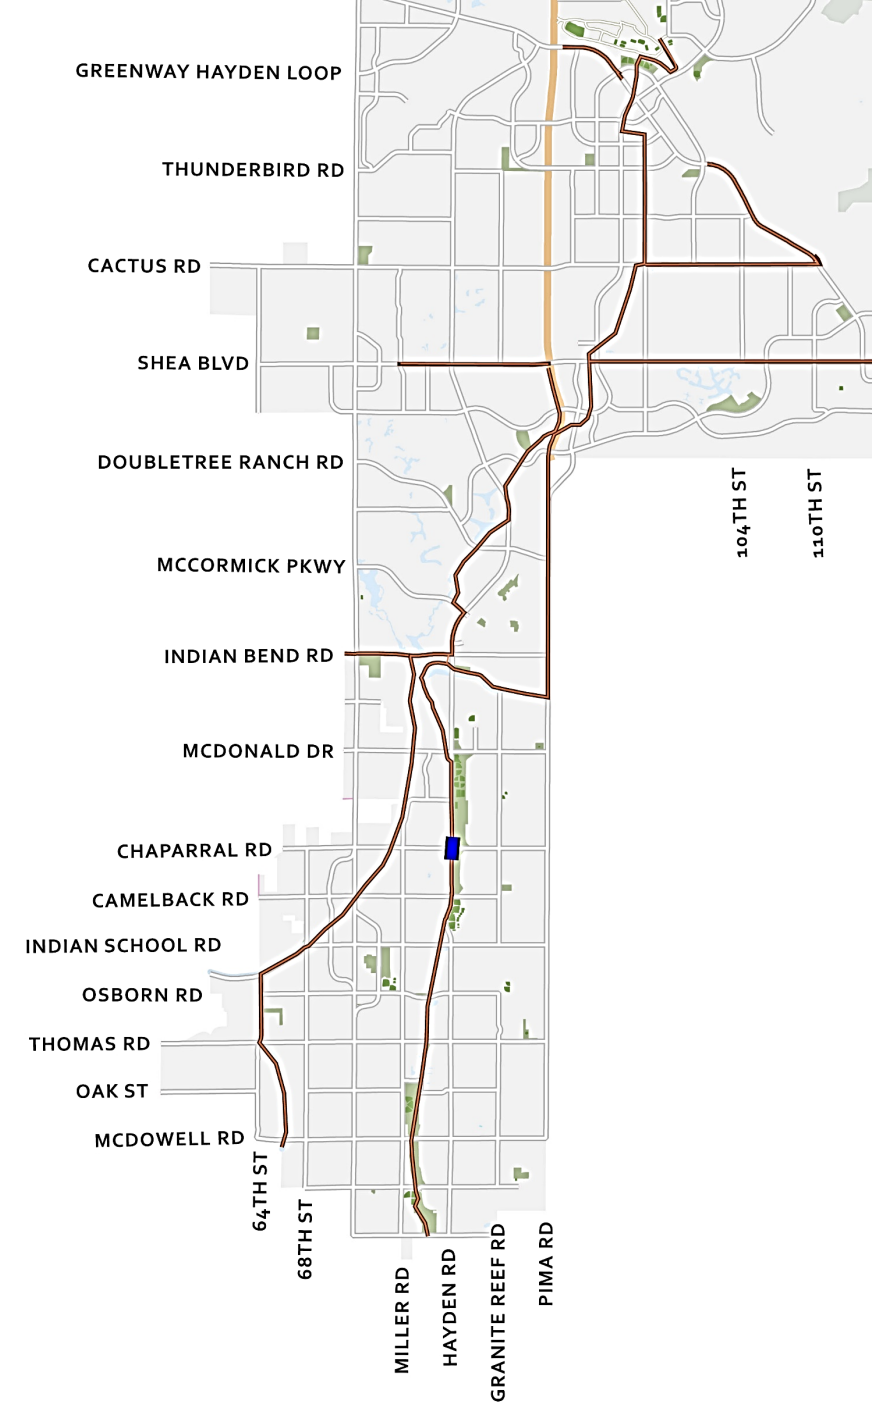 GREENWAY HAYDEN LOOP
THUNDERBIRD RD
CACTUS RD
SHEA BLVD
DOUBLETREE RANCH RD
104TH ST
110TH ST
MCCORMICK PKWY
INDIAN BEND RD
MCDONALD DR
CHAPARRAL RD
CAMELBACK RD
INDIAN SCHOOL RD
OSBORN RD
THOMAS RD
OAK ST
MCDOWELL RD
64TH ST
68TH ST
MILLER RD
HAYDEN RD
GRANITE REEF RD
PIMA RD